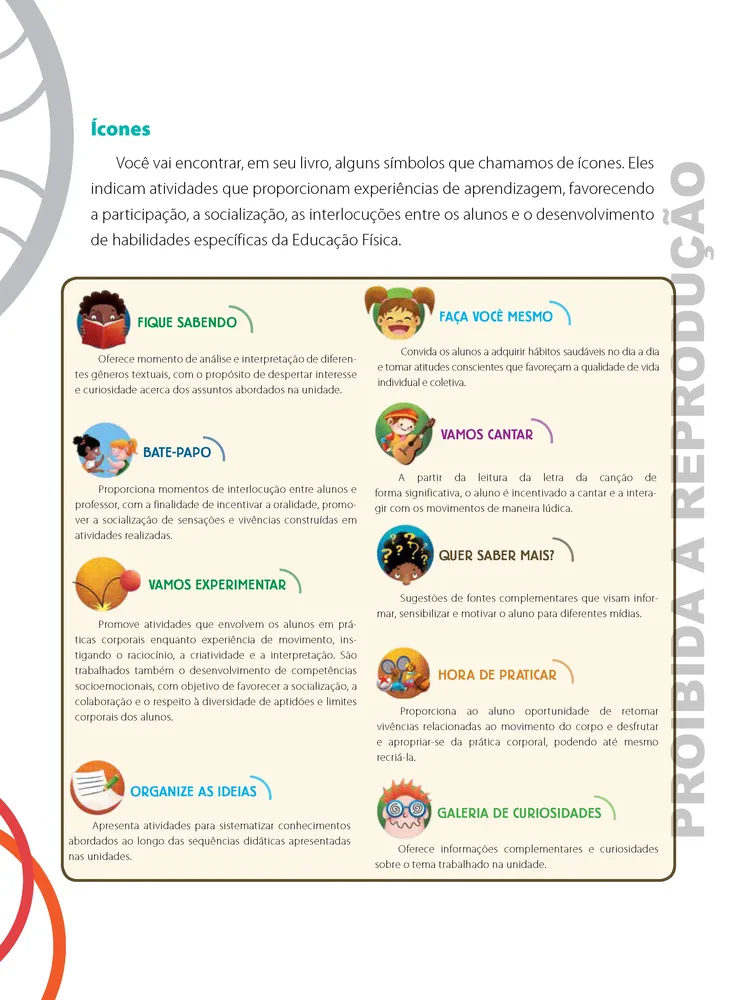 Ícones
Você vai encontrar, em seu livro, alguns símbolos que chamamos de ícones. Eles
indicam atividades que proporcionam experiências de aprendizagem, favorecendo
a participação, a socialização, as interlocuções entre os alunos e o desenvolvimento
de habilidades específicas da Educação Física.
FIQUE SABENDO
Oferece momento de análise e interpretação de diferen-
tes gêneros textuais, com o propósito de despertar interesse
e curiosidade acerca dos assuntos abordados na unidade.
BATE-PAPO
Proporciona momentos de interlocução entre alunos e
professor, com a finalidade de incentivar a oralidade, promo-
ver a socialização de sensações e vivências construídas em
atividades realizadas.
VAMOS EXPERIMENTAR
Promove atividades que envolvem os alunos em prá-
ticas corporais enquanto experiência de movimento, ins-
tigando o raciocínio, a criatividade e a interpretação. São
trabalhados também o desenvolvimento de competências
socioemocionais, com objetivo de favorecer a socialização, a
colaboração e o respeito à diversidade de aptidões e limites
corporais dos alunos.
ORGANIZE AS IDEIAS
Apresenta atividades para sistematizar conhecimentos
abordados ao longo das sequências didáticas apresentadas
nas unidades.
FAÇA VOCÊ MESMO
Convida os alunos a adquirir hábitos saudáveis no dia a dia
e tomar atitudes conscientes que favoreçam a qualidade de vida
individual e coletiva.
VAMOS CANTAR
A partir da leitura da letra da canção de
forma significativa, o aluno é incentivado a cantar e a intera-
gir com os movimentos de maneira lúdica.
QUER SABER MAIS?
Sugestões de fontes complementares que visam infor-
mar, sensibilizar e motivar o aluno para diferentes mídias.
HORA DE PRATICAR
Proporciona ao aluno oportunidade de retomar
vivências relacionadas ao movimento do corpo e desfrutar
e apropriar-se da prática corporal, podendo até mesmo
recriá-la.
GALERIA DE CURIOSIDADES
Oferece informações complementares e curiosidades
sobre o tema trabalhado na unidade.
PROIBIDA A REPRODUÇÃO